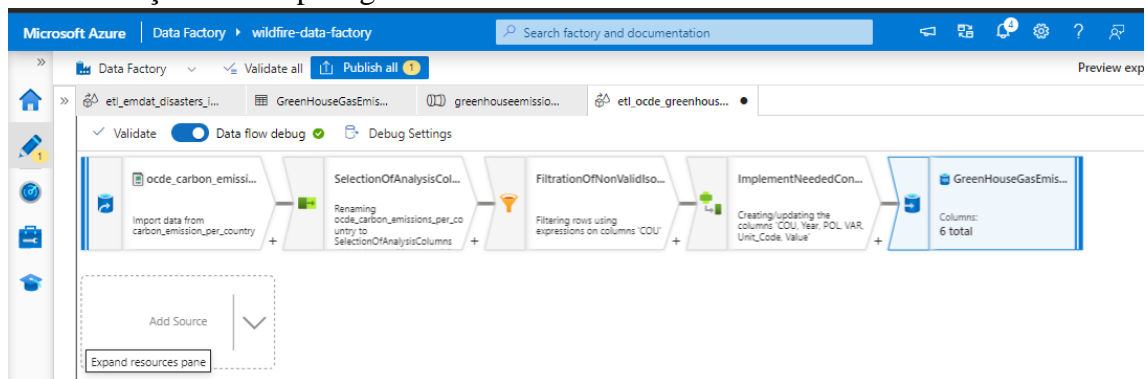 Microsoft Azure Data Factory wildfire-data-factory Search factory and documentation 4 ?
Data Factory Validate all Publish all 1 Preview exp
etl_emdat_disasters_i... GreenHouseGasEmis... greenhouseemissio... etl_ocde_greenhous... ●
Validate Data flow debug Debug Settings
1
ocde_carbon_emissi...
Import data from
carbon_emission_per_country
+
SelectionOfAnalysisCol...
Renaming
ocde_carbon_emissions_per_co
untry to
SelectionOfAnalysisColumns
+
FiltrationOfNonValidIso...
Filtering rows using
expressions on columns 'COU'
+
ImplementNeededCon...
Creating/updating the
columns 'COU, Year, POL, VAR,
Unit_Code, Value'
+
GreenHouseGasEmis...
Columns:
6 total
Add Source
Expand resources pane